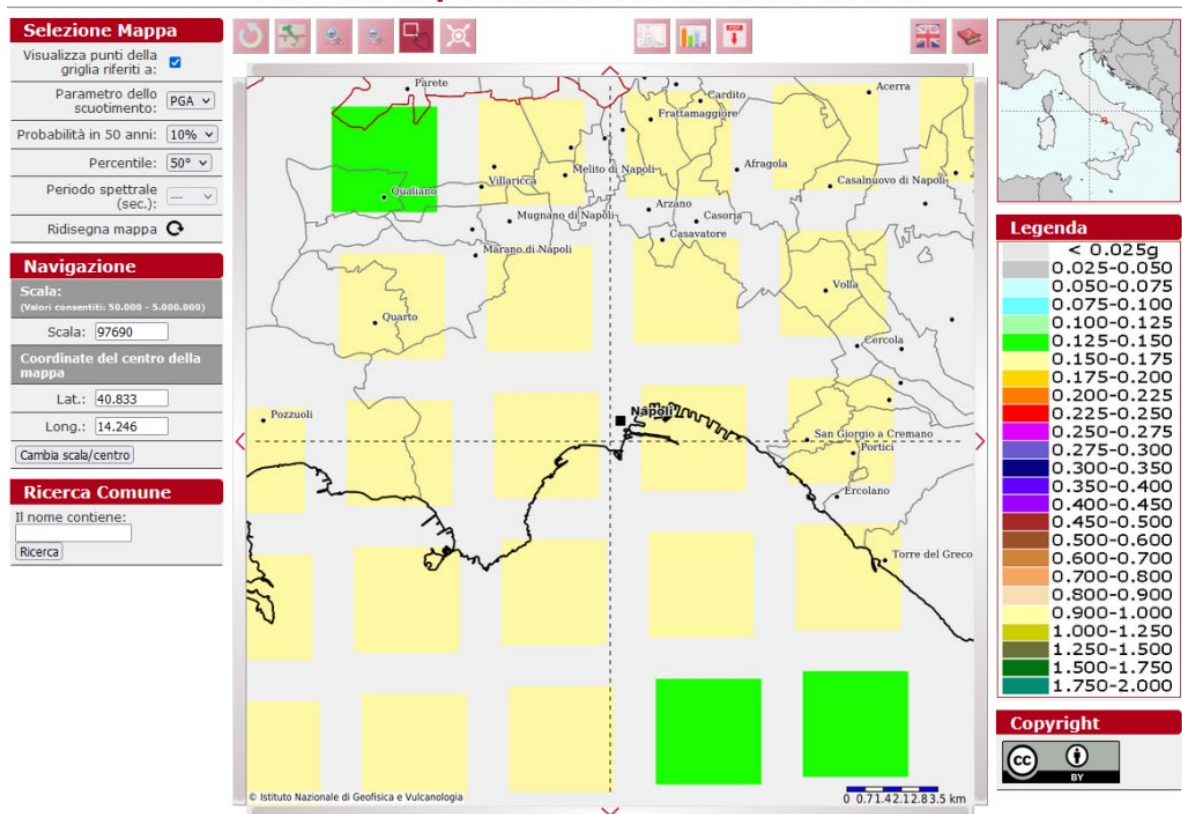 Selezione Mappa
Visualizza punti della
griglia riferiti a:
Parametro dello
scuotimento:
PGA
Probabilità in 50 anni:
10%
Percentile:
50°
Periodo spettrale
(sec.):
---
Ridisegna mappa
Navigazione
Scala:
(Valori consentiti: 50.000 - 5.000.000)
Scala: 97690
Coordinate del centro della
mappa
Lat.: 40.833
Long.: 14.246
Cambia scala/centro
Ricerca Comune
Il nome contiene:
Ricerca
PDF
Parete
Cardito
Acerra
Frattamaggiore
Afragola
Melito di Napoli
Villaricca
Qualiano
Casalnuovo di Napoli
Arzano
Mugnano di Napoli
Casoria
Casavatore
Marano di Napoli
Volla
Quarto
Cercola
Pozzuoli
Napoli
San Giorgio a Cremano
Portici
Ercolano
Torre del Greco
© Istituto Nazionale di Geofisica e Vulcanologia
0 0.71.42.12.83.5 km
Legenda
< 0.025g
0.025-0.050
0.050-0.075
0.075-0.100
0.100-0.125
0.125-0.150
0.150-0.175
0.175-0.200
0.200-0.225
0.225-0.250
0.250-0.275
0.275-0.300
0.300-0.350
0.350-0.400
0.400-0.450
0.450-0.500
0.500-0.600
0.600-0.700
0.700-0.800
0.800-0.900
0.900-1.000
1.000-1.250
1.250-1.500
1.500-1.750
1.750-2.000
Copyright
cc
BY